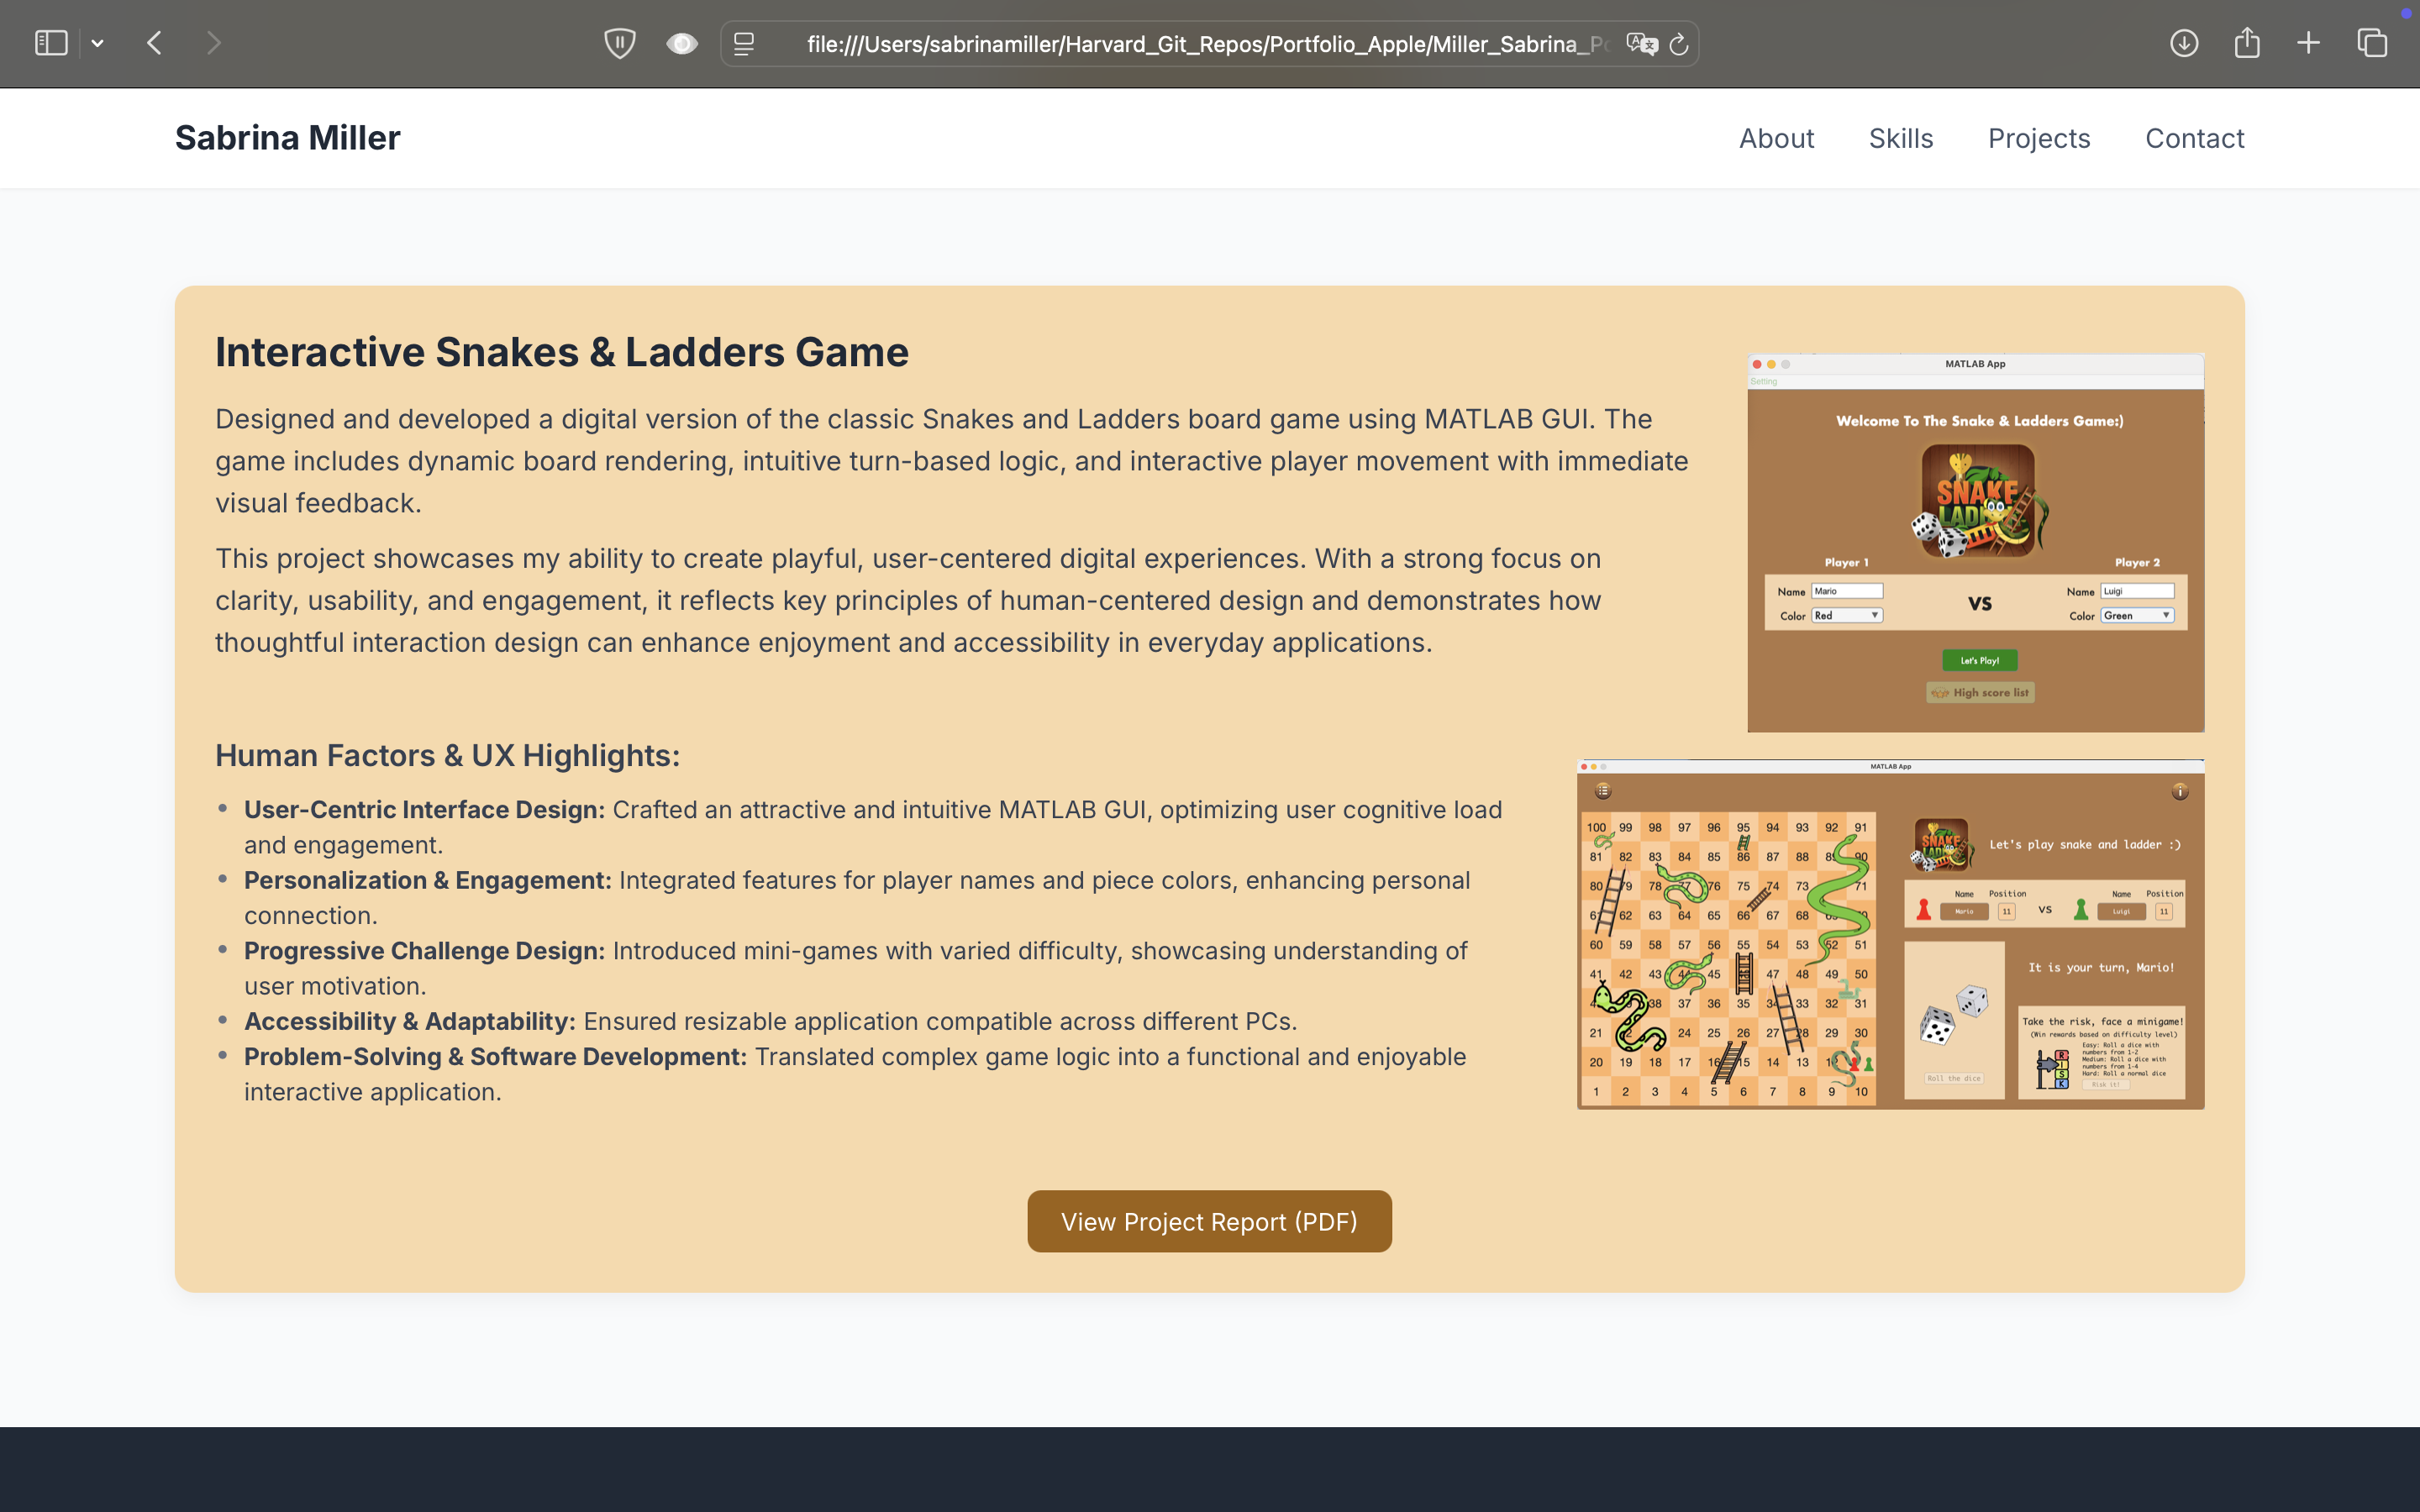 file:///Users/sabrinamiller/Harvard_Git_Repos/Portfolio_Apple/Miller_Sabrina_Po
Sabrina Miller
About Skills Projects Contact
Interactive Snakes & Ladders Game
Designed and developed a digital version of the classic Snakes and Ladders board game using MATLAB GUI. The
game includes dynamic board rendering, intuitive turn-based logic, and interactive player movement with immediate
visual feedback.
This project showcases my ability to create playful, user-centered digital experiences. With a strong focus on
clarity, usability, and engagement, it reflects key principles of human-centered design and demonstrates how
thoughtful interaction design can enhance enjoyment and accessibility in everyday applications.
MATLAB App
Setting
Welcome To The Snake & Ladders Game:)
SNAKE
Player 1 Player 2
Name Mario VS Name Luigi
Color Red Color Green
Let's Play!
High score list
Human Factors & UX Highlights:
• User-Centric Interface Design: Crafted an attractive and intuitive MATLAB GUI, optimizing user cognitive load
and engagement.
• Personalization & Engagement: Integrated features for player names and piece colors, enhancing personal
connection.
• Progressive Challenge Design: Introduced mini-games with varied difficulty, showcasing understanding of
user motivation.
• Accessibility & Adaptability: Ensured resizable application compatible across different PCs.
• Problem-Solving & Software Development: Translated complex game logic into a functional and enjoyable
interactive application.
MATLAB App
100 99 98 97 96 95 94 93 92 91
81 82 83 84 85 86 87 88 89 90
80 79 78 77 76 75 74 73 71
62 63 64 65 66 67 68
60 59 58 57 56 55 54 53 52 51
41 42 43 44 45 47 48 49 50
38 37 36 35 34 33 32 31
21 24 25 26 27 28 29 30
20 19 18 17 16 15 14 13
1 2 3 4 5 6 7 8 9 10
SNAKE
Let's play snake and ladder :)
Name Position Name Position
Mario 11 VS Luigi 11
It is your turn, Mario!
Roll the dice
Take the risk, face a minigame!
(Win rewards based on difficulty level)
Easy: Roll a dice with
numbers from 1-2
Medium: Roll a dice with
numbers from 1-4
Hard: Roll a normal dice
Risk it!
RISK
View Project Report (PDF)